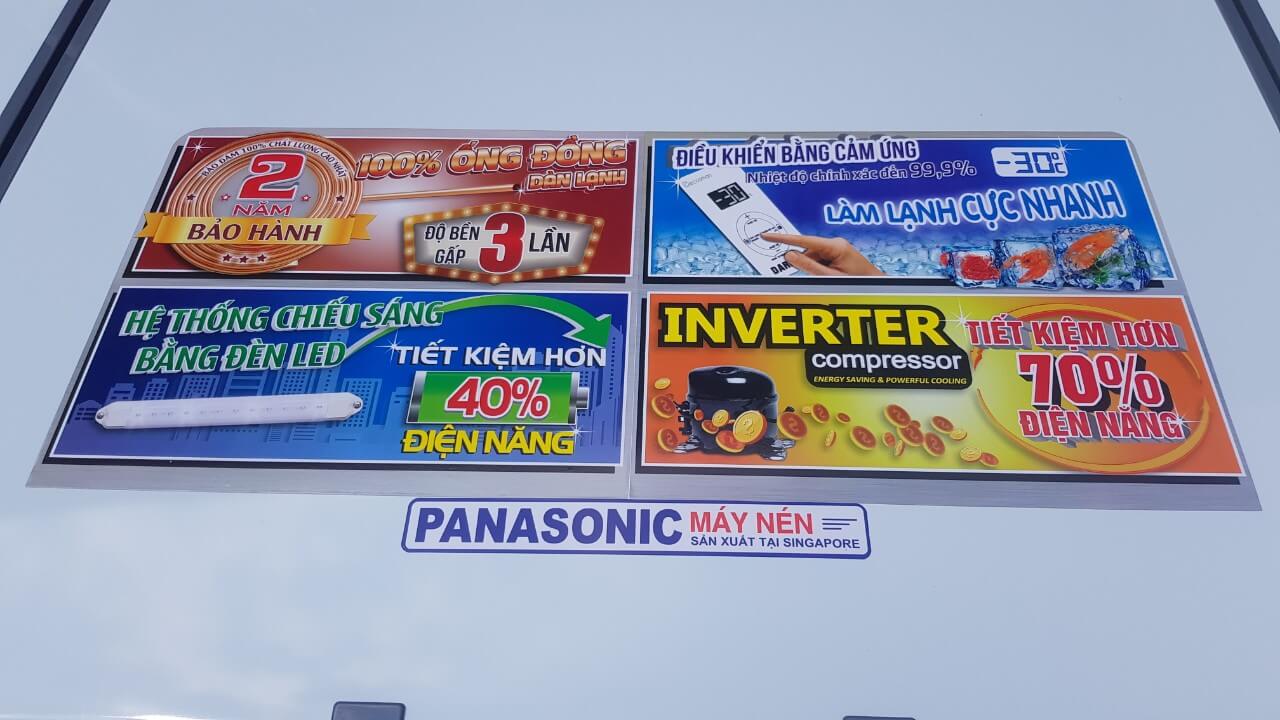 BẢO ĐẢM 100% CHẤT LƯỢNG CAO NHẤT
2
NĂM
BẢO HÀNH
100% ỐNG ĐỒNG
DÀN LẠNH
ĐỘ BỀN
GẤP 3 LẦN
ĐIỀU KHIỂN BẰNG CẢM ỨNG
Nhiệt độ chính xác đến 99,9%
-30°C
LÀM LẠNH CỰC NHANH
-30
DAR
HỆ THỐNG CHIẾU SÁNG
BẰNG ĐÈN LED
TIẾT KIỆM HƠN
40%
ĐIỆN NĂNG
INVERTER
compressor
ENERGY SAVING & POWERFUL COOLING
TIẾT KIỆM HƠN
70%
ĐIỆN NĂNG
PANASONIC MÁY NÉN
SẢN XUẤT TẠI SINGAPORE